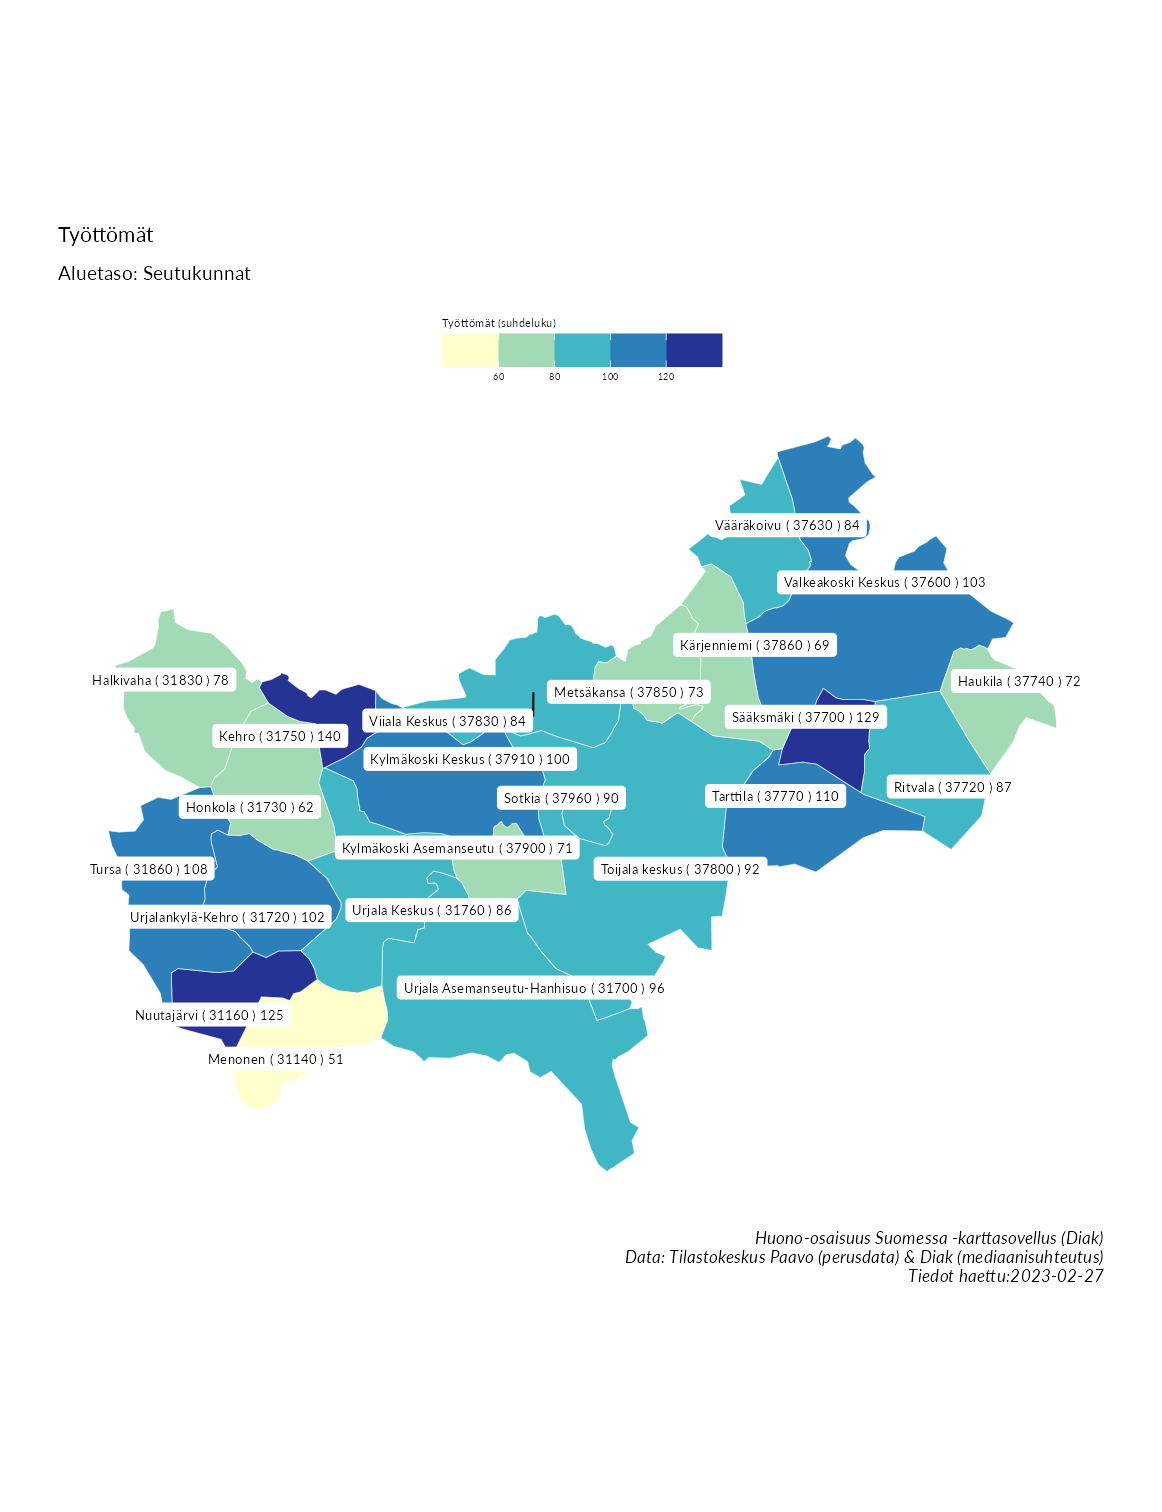 Työttömät
Aluetaso: Seutukunnat
Työttömät (suhdeluku)
60 80 100 120
Vääräkoivu ( 37630 ) 84
Valkeakoski Keskus ( 37600 ) 103
Kärjenniemi ( 37860 ) 69
Halkivaha ( 31830 ) 78
Haukila ( 37740 ) 72
Metsäkansa ( 37850 ) 73
Sääksmäki ( 37700 ) 129
Viiala Keskus ( 37830 ) 84
Kehro ( 31750 ) 140
Kylmäkoski Keskus ( 37910 ) 100
Ritvala ( 37720 ) 87
Tarttila ( 37770 ) 110
Sotkia ( 37960 ) 90
Honkola ( 31730 ) 62
Kylmäkoski Asemanseutu ( 37900 ) 71
Tursa ( 31860 ) 108
Toijala keskus ( 37800 ) 92
Urjala Keskus ( 31760 ) 86
Urjalankylä-Kehro ( 31720 ) 102
Urjala Asemanseutu-Hanhisuo ( 31700 ) 96
Nuutajärvi ( 31160 ) 125
Menonen ( 31140 ) 51
Huono-osaisuus Suomessa -karttasovellus (Diak)
Data: Tilastokeskus Paavo (perusdata) & Diak (mediaanisuhteutus)
Tiedot haettu:2023-02-27